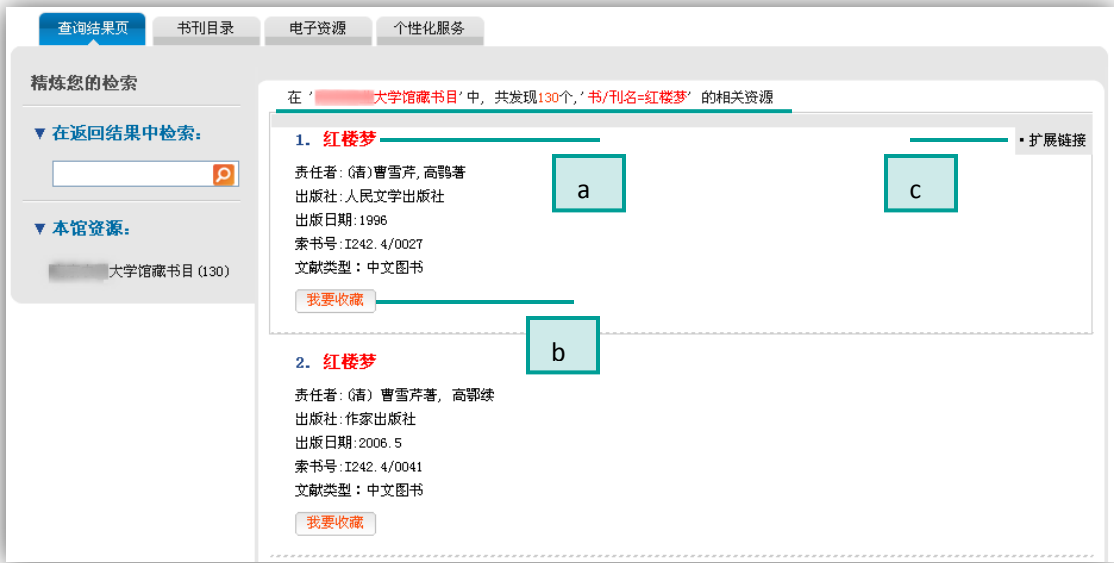 查询结果页 书刊目录 电子资源 个性化服务
精炼您的检索
在返回结果中检索:
本馆资源:
大学馆藏书目(130)
在 '大学馆藏书目' 中, 共发现130个, '书/刊名=红楼梦' 的相关资源
1. 红楼梦
·扩展链接
a
c
责任者:(清)曹雪芹,高鹗著
出版社:人民文学出版社
出版日期:1996
索书号:I242.4/0027
文献类型：中文图书
我要收藏
b
2. 红楼梦
责任者:(清) 曹雪芹著, 高鄂续
出版社:作家出版社
出版日期:2006.5
索书号:I242.4/0041
文献类型：中文图书
我要收藏